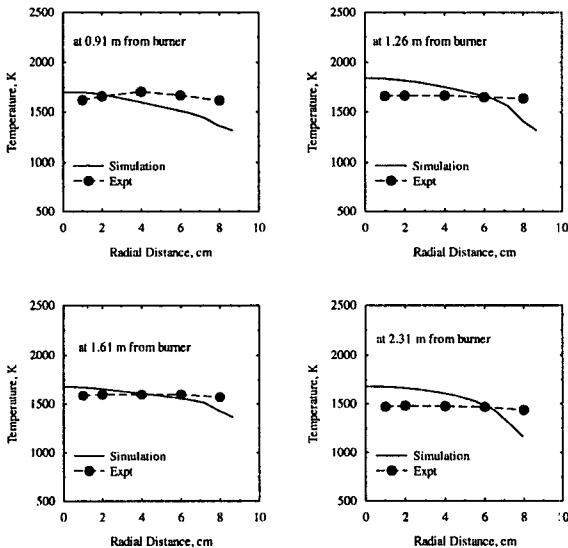 2500
at 0.91 m from burner
2000
1500
1000
500
Temperature, K
Simulation
Expt
0 2 4 6 8 10
Radial Distance, cm
2500
at 1.26 m from burner
2000
1500
1000
500
Temperature, K
Simulation
Expt
0 2 4 6 8 10
Radial Distance, cm
2500
at 1.61 m from burner
2000
1500
1000
500
Temperature, K
Simulation
Expt
0 2 4 6 8 10
Radial Distance, cm
2500
at 2.31 m from burner
2000
1500
1000
500
Temperature, K
Simulation
Expt
0 2 4 6 8 10
Radial Distance, cm